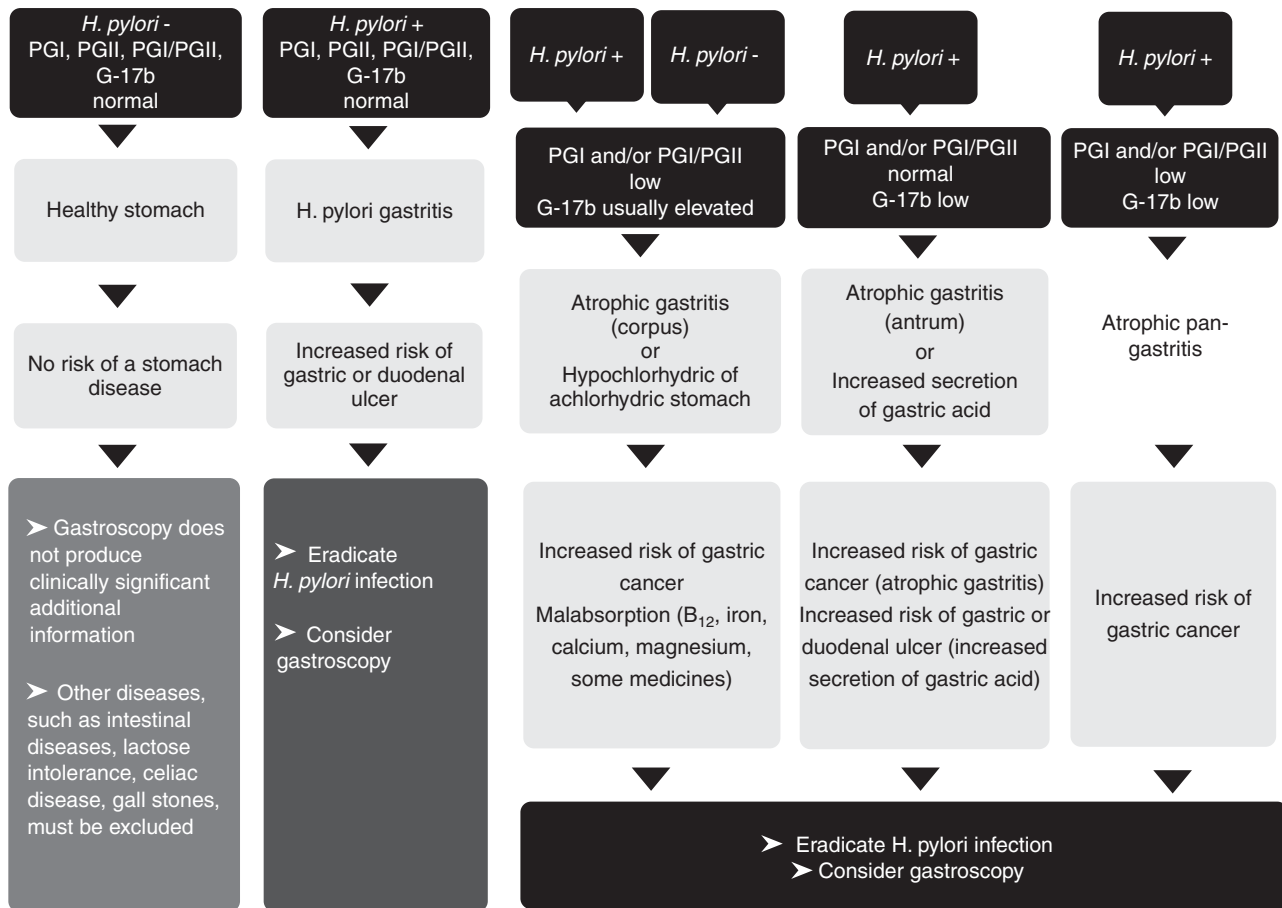 H. pylori -
PGI, PGII, PGI/PGII,
G-17b
normal
Healthy stomach
No risk of a stomach
disease
➤ Gastroscopy does
not produce
clinically significant
additional
information
➤ Other diseases,
such as intestinal
diseases, lactose
intolerance, celiac
disease, gall stones,
must be excluded
H. pylori +
PGI, PGII, PGI/PGII,
G-17b
normal
H. pylori gastritis
Increased risk of
gastric or duodenal
ulcer
➤ Eradicate
H. pylori infection
➤ Consider
gastroscopy
H. pylori +
H. pylori -
PGI and/or PGI/PGII
low
G-17b usually elevated
Atrophic gastritis
(corpus)
or
Hypochlorhydric of
achlorhydric stomach
Increased risk of gastric
cancer
Malabsorption (B₁₂, iron,
calcium, magnesium,
some medicines)
H. pylori +
PGI and/or PGI/PGII
normal
G-17b low
Atrophic gastritis
(antrum)
or
Increased secretion
of gastric acid
Increased risk of gastric
cancer (atrophic gastritis)
Increased risk of gastric or
duodenal ulcer (increased
secretion of gastric acid)
H. pylori +
PGI and/or PGI/PGII
low
G-17b low
Atrophic pan-
gastritis
Increased risk of
gastric cancer
➤ Eradicate H. pylori infection
➤ Consider gastroscopy